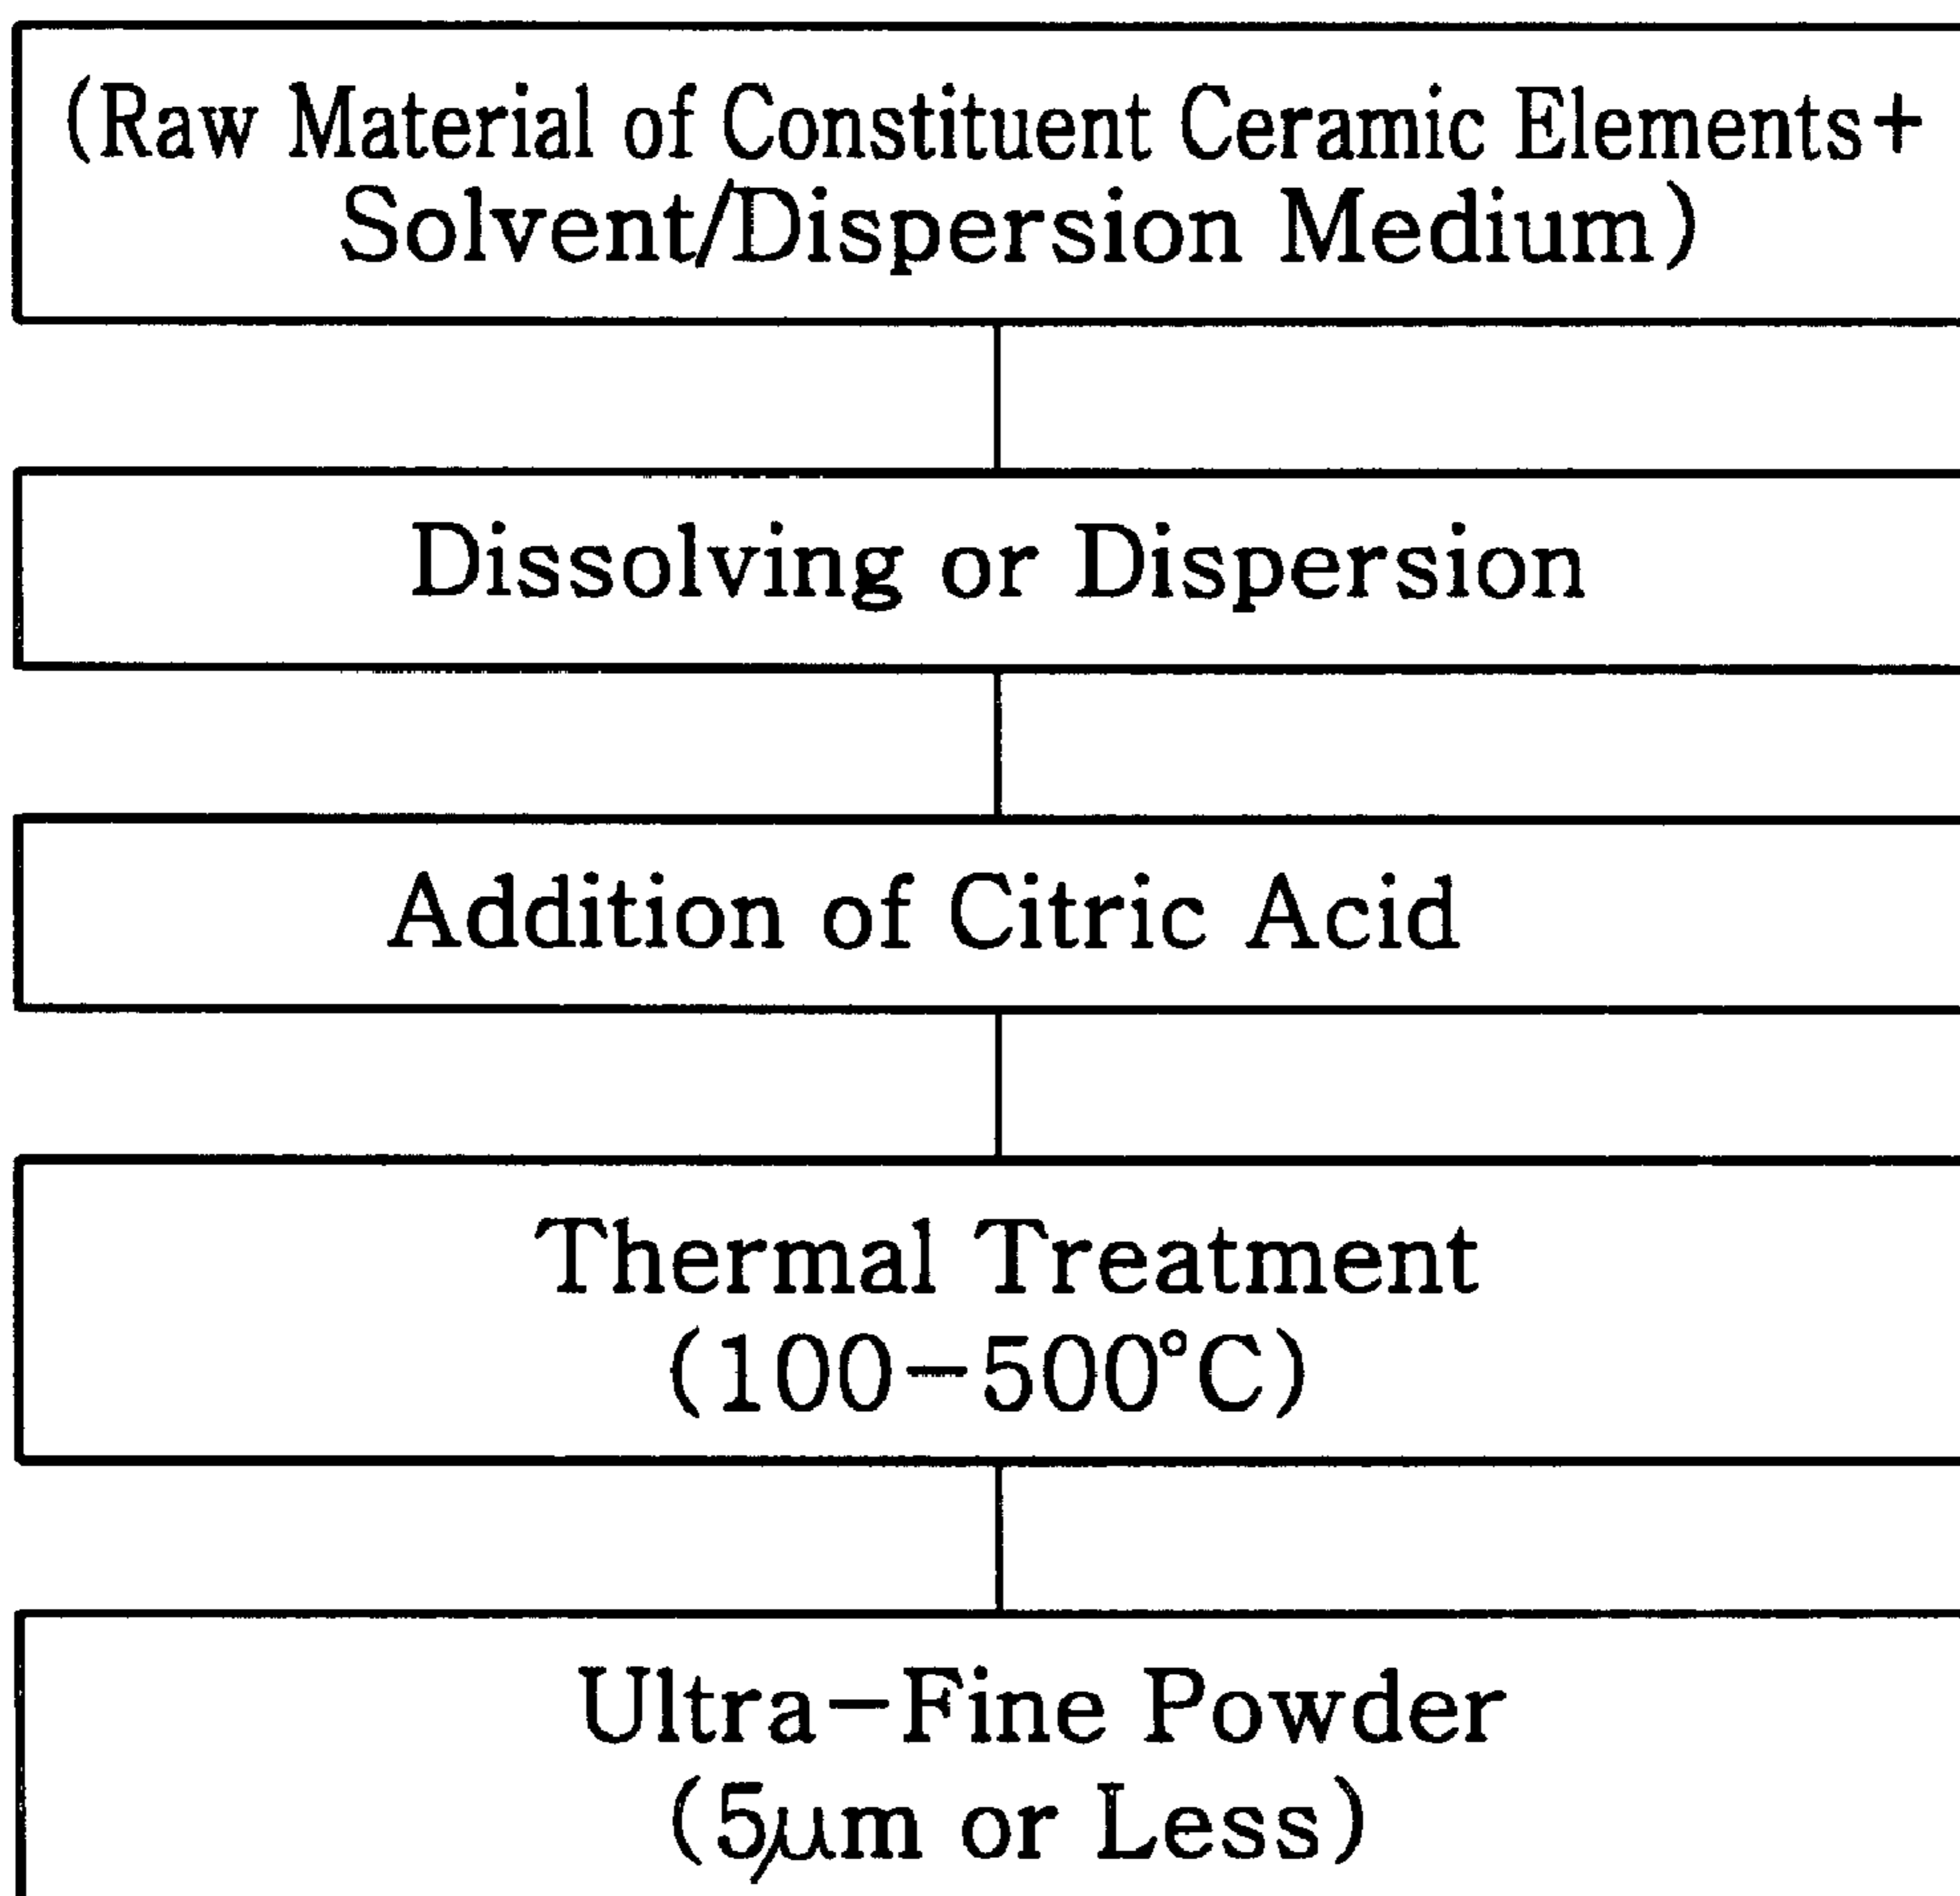 (Raw Material of Constituent Ceramic Elements+
Solvent/Dispersion Medium)
Dissolving or Dispersion
Addition of Citric Acid
Thermal Treatment
(100-500°C)
Ultra-Fine Powder
(5μm or Less)